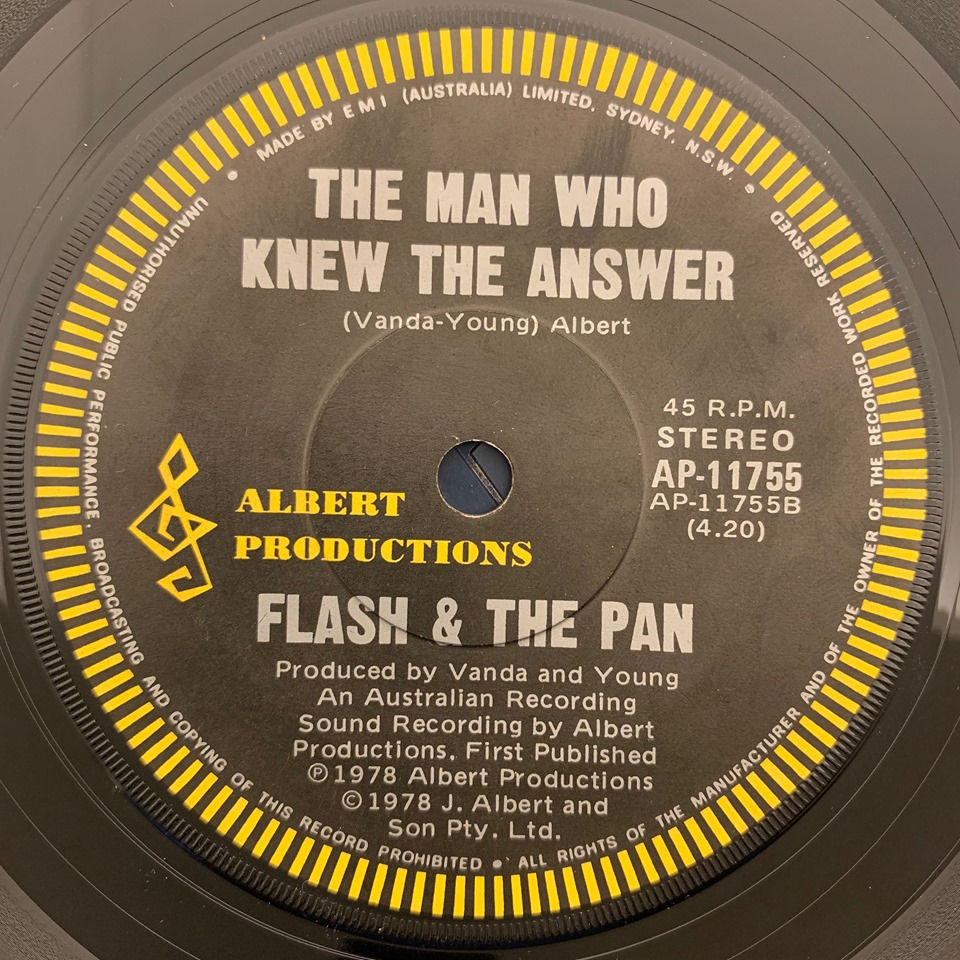 MADE BY E M I (AUSTRALIA) LIMITED. SYDNEY, N.S.W.
THE MAN WHO
KNEW THE ANSWER
(Vanda-Young) Albert
45 R.P.M.
STEREO
AP-11755
AP-11755B
(4.20)
ALBERT
PRODUCTIONS
FLASH & THE PAN
Produced by Vanda and Young
An Australian Recording
Sound Recording by Albert
Productions. First Published
℗1978 Albert Productions
©1978 J. Albert and
Son Pty. Ltd.
UNAUTHORISED PUBLIC PERFORMANCE. BROADCASTING AND COPYING OF THIS RECORD PROHIBITED • ALL RIGHTS OF THE MANUFACTURER AND OF THE OWNER OF THE RECORDED WORK RESERVED